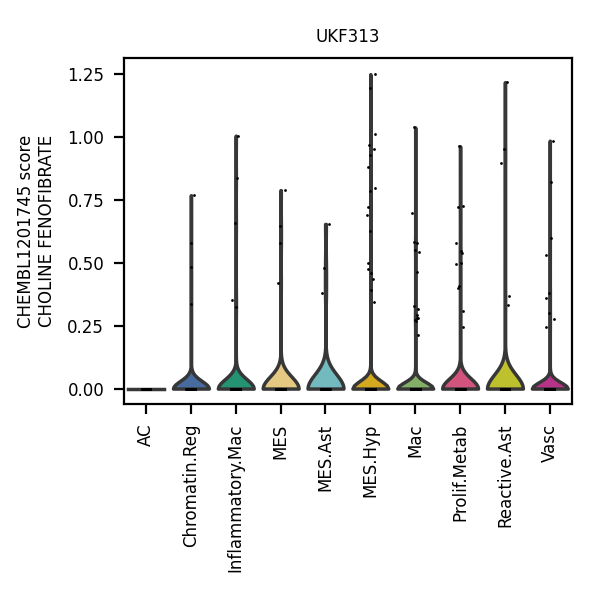 UKF313
CHEMBL1201745 score
CHOLINE FENOFIBRATE
1.25
1.00
0.75
0.50
0.25
0.00
AC
Chromatin.Reg
Inflammatory.Mac
MES
MES.Ast
MES.Hyp
Mac
Prolif.Metab
Reactive.Ast
Vasc